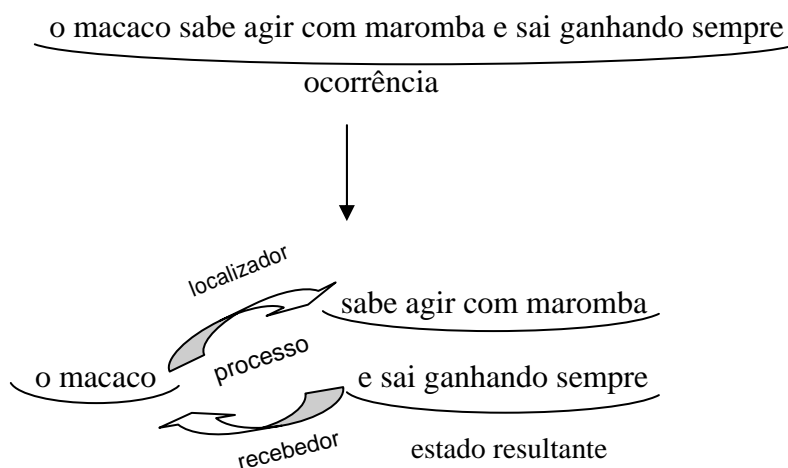 o macaco sabe agir com maromba e sai ganhando sempre
ocorrência
localizador
sabe agir com maromba
processo
o macaco
e sai ganhando sempre
recebedor
estado resultante